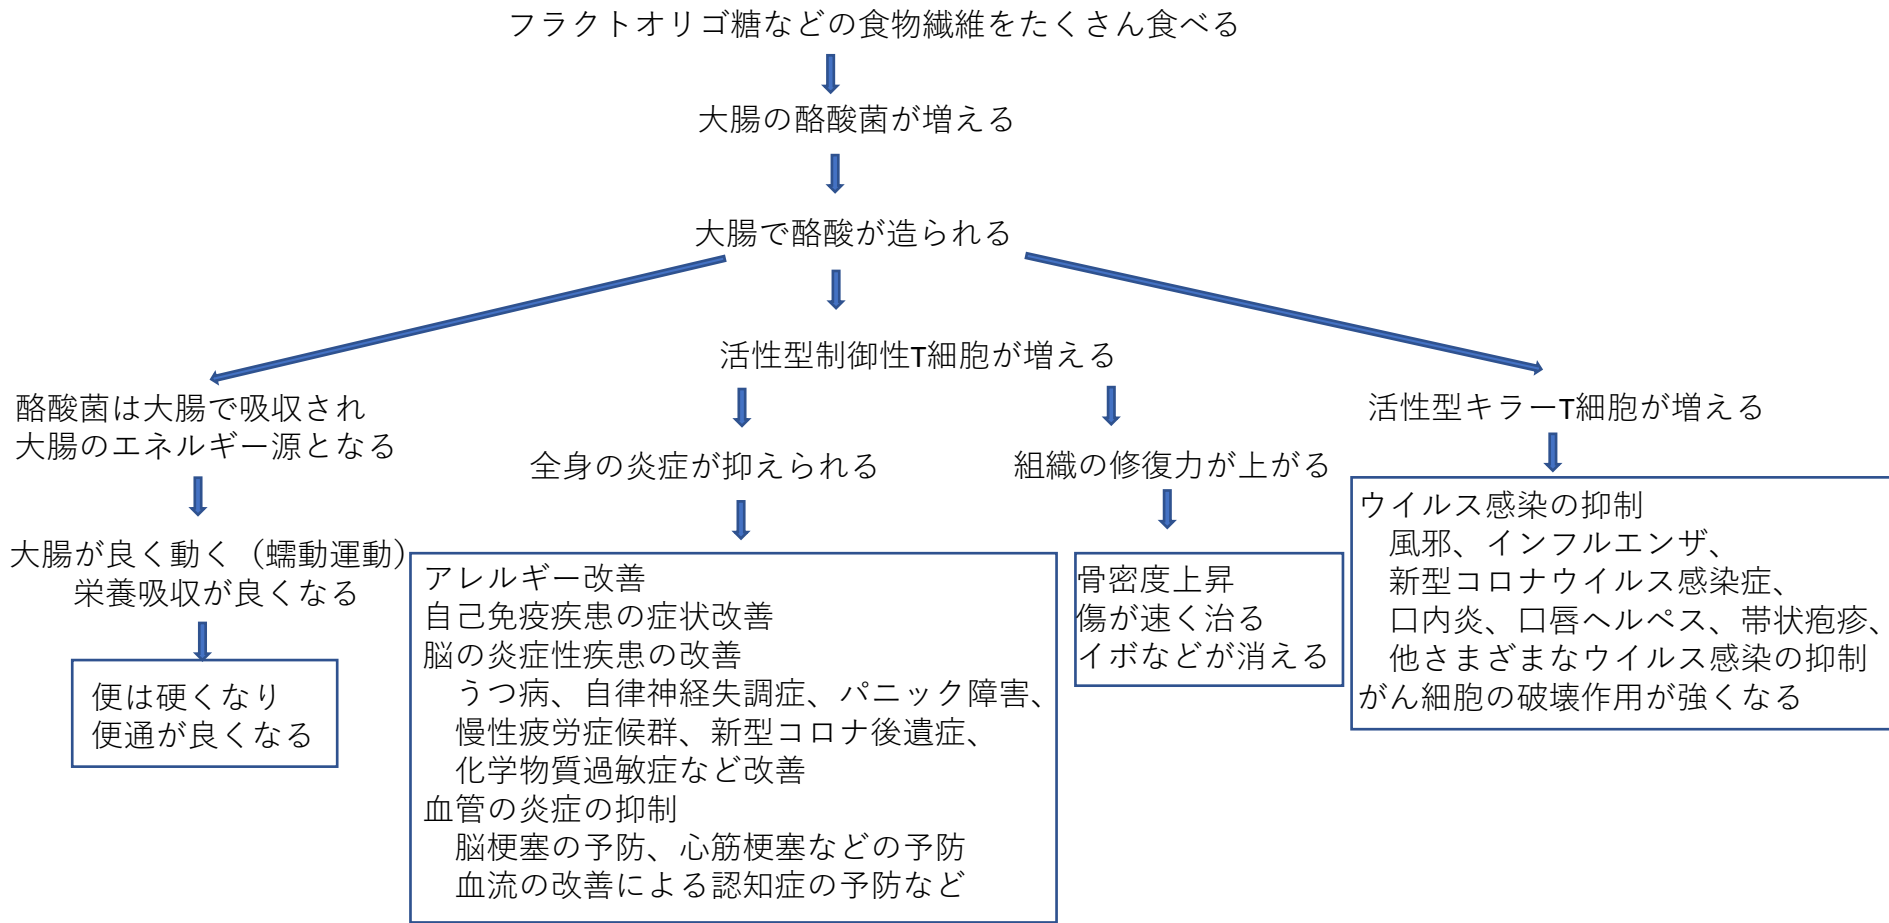 フラクトオリゴ糖などの食物繊維をたくさん食べる
大腸の酪酸菌が増える
大腸で酪酸が造られる
酪酸菌は大腸で吸収され
大腸のエネルギー源となる
大腸が良く動く（蠕動運動）
栄養吸収が良くなる
便は硬くなり
便通が良くなる
活性型制御性T細胞が増える
全身の炎症が抑えられる
アレルギー改善
自己免疫疾患の症状改善
脳の炎症性疾患の改善
うつ病、自律神経失調症、パニック障害、
慢性疲労症候群、新型コロナ後遺症、
化学物質過敏症など改善
血管の炎症の抑制
脳梗塞の予防、心筋梗塞などの予防
血流の改善による認知症の予防など
組織の修復力が上がる
骨密度上昇
傷が速く治る
イボなどが消える
活性型キラーT細胞が増える
ウイルス感染の抑制
風邪、インフルエンザ、
新型コロナウイルス感染症、
口内炎、口唇ヘルペス、帯状疱疹、
他さまざまなウイルス感染の抑制
がん細胞の破壊作用が強くなる